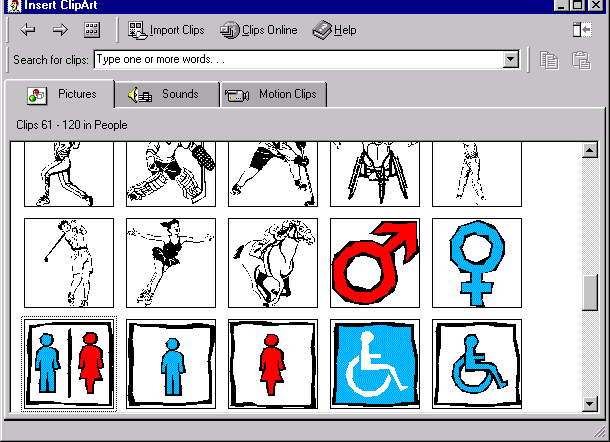 Insert ClipArt
Import Clips Clips Online Help
Search for clips: Type one or more words. . .
Pictures Sounds Motion Clips
Clips 61 - 120 in People